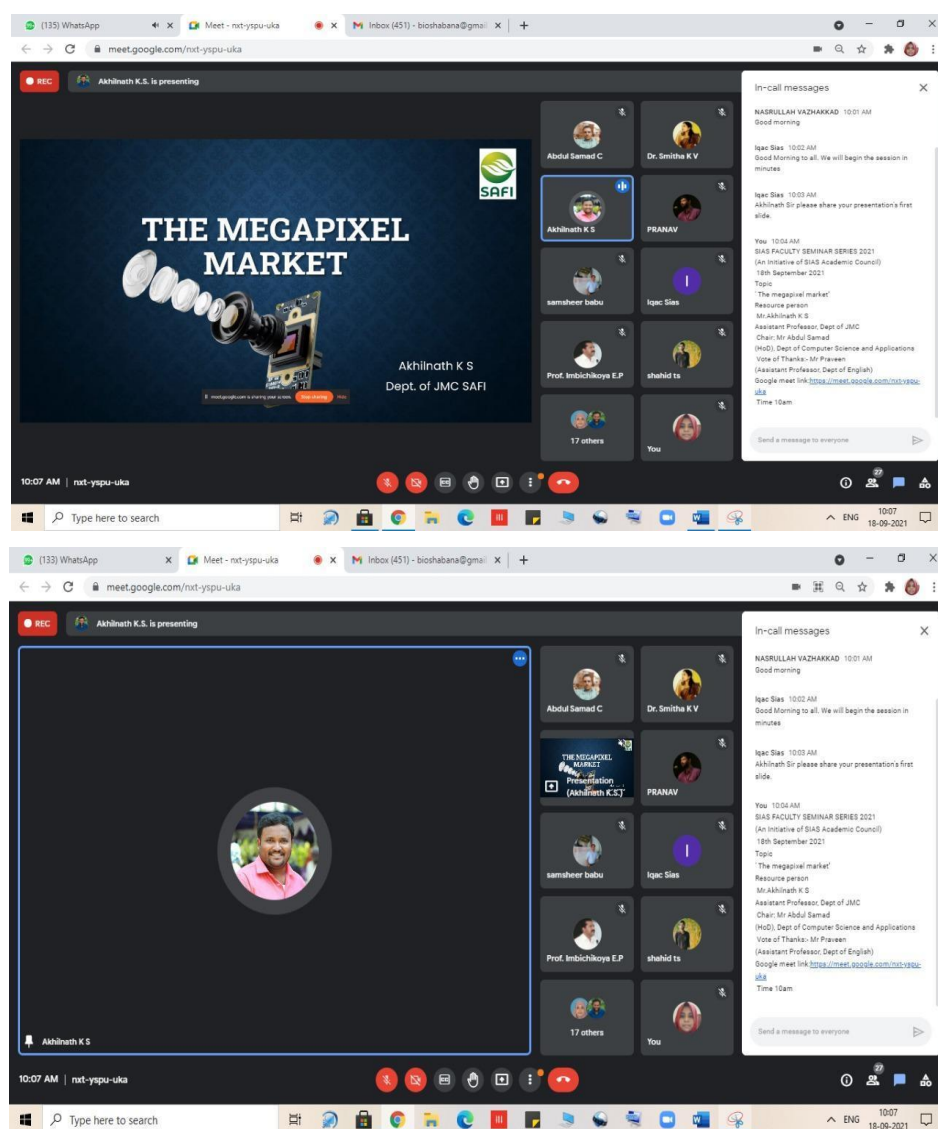 (135) WhatsApp
Meet - nxt-yspu-uka
Inbox (451) - bioshabana@gmail
meet.google.com/nxt-yspu-uka
REC
Akhilnath K.S. is presenting
SAFI
THE MEGAPIXEL
MARKET
Akhilnath K S
Dept. of JMC SAFI
meet.google.com is sharing your screen.
Stop sharing
Hide
Abdul Samad C
Dr. Smitha K V
Akhilnath K S
PRANAV
samsheer babu
I
Iqac Sias
Prof. Imbichikoya E.P
shahid ts
17 others
You
In-call messages
NASRULLAH VAZHAKKAD 10:01 AM
Good morning
Iqac Sias 10:02 AM
Good Morning to all. We will begin the session in
minutes
Iqac Sias 10:03 AM
Akhilnath Sir please share your presentation's first
slide.
You 10:04 AM
SIAS FACULTY SEMINAR SERIES 2021
(An Initiative of SIAS Academic Council)
18th September 2021
Topic
'The megapixel market'
Resource person
Mr.Akhilnath K S
Assistant Professor, Dept of JMC
Chair: Mr Abdul Samad
(HoD), Dept of Computer Science and Applications
Vote of Thanks:- Mr Praveen
(Assistant Professor, Dept of English)
Google meet link:https://meet.google.com/nxt-yspu-
uka
Time 10am
Send a message to everyone
10:07 AM | nxt-yspu-uka
27
Type here to search
ENG
10:07
18-09-2021
(133) WhatsApp
Meet - nxt-yspu-uka
Inbox (451) - bioshabana@gmail
meet.google.com/nxt-yspu-uka
REC
Akhilnath K.S. is presenting
Akhilnath K S
Abdul Samad C
Dr. Smitha K V
THE MEGAPIXEL
MARKET
Presentation
(Akhilnath K.S.)
PRANAV
samsheer babu
I
Iqac Sias
Prof. Imbichikoya E.P
shahid ts
17 others
You
In-call messages
NASRULLAH VAZHAKKAD 10:01 AM
Good morning
Iqac Sias 10:02 AM
Good Morning to all. We will begin the session in
minutes
Iqac Sias 10:03 AM
Akhilnath Sir please share your presentation's first
slide.
You 10:04 AM
SIAS FACULTY SEMINAR SERIES 2021
(An Initiative of SIAS Academic Council)
18th September 2021
Topic
'The megapixel market'
Resource person
Mr.Akhilnath K S
Assistant Professor, Dept of JMC
Chair: Mr Abdul Samad
(HoD), Dept of Computer Science and Applications
Vote of Thanks:- Mr Praveen
(Assistant Professor, Dept of English)
Google meet link:https://meet.google.com/nxt-yspu-
uka
Time 10am
Send a message to everyone
10:07 AM | nxt-yspu-uka
27
Type here to search
ENG
10:07
18-09-2021